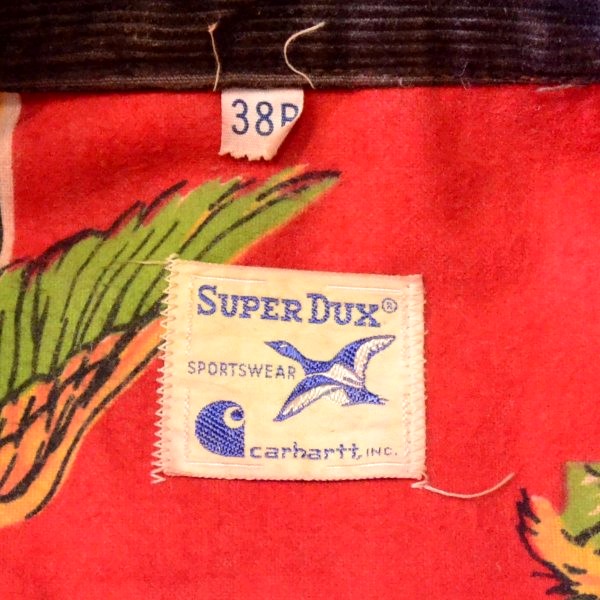 38R
SUPER DUX®
SPORTSWEAR
carhartt, INC.